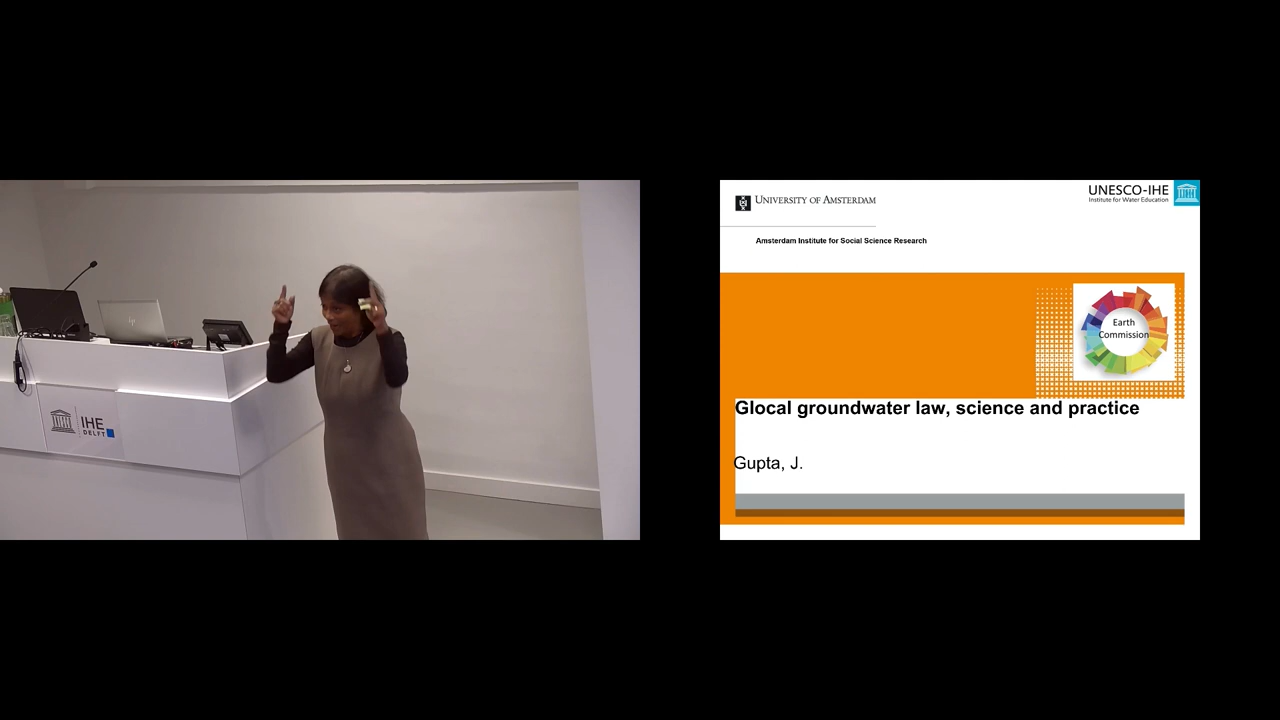 IHE
DELFT
hp
UNIVERSITY OF AMSTERDAM
UNESCO-IHE
Institute for Water Education
Amsterdam Institute for Social Science Research
Earth
Commission
Glocal groundwater law, science and practice
Gupta, J.